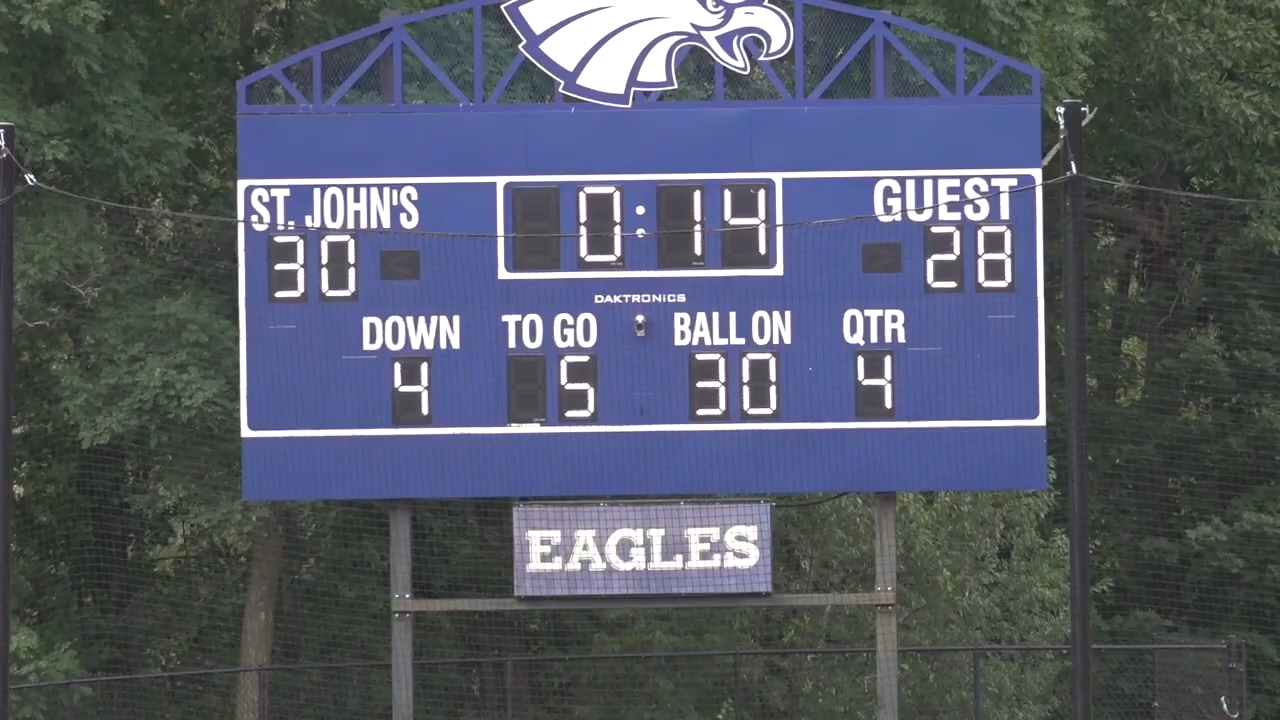 ST. JOHN'S
GUEST
30
0:14
28
DAKTRONICS
DOWN TO GO BALL ON QTR
4 5 30 4
EAGLES